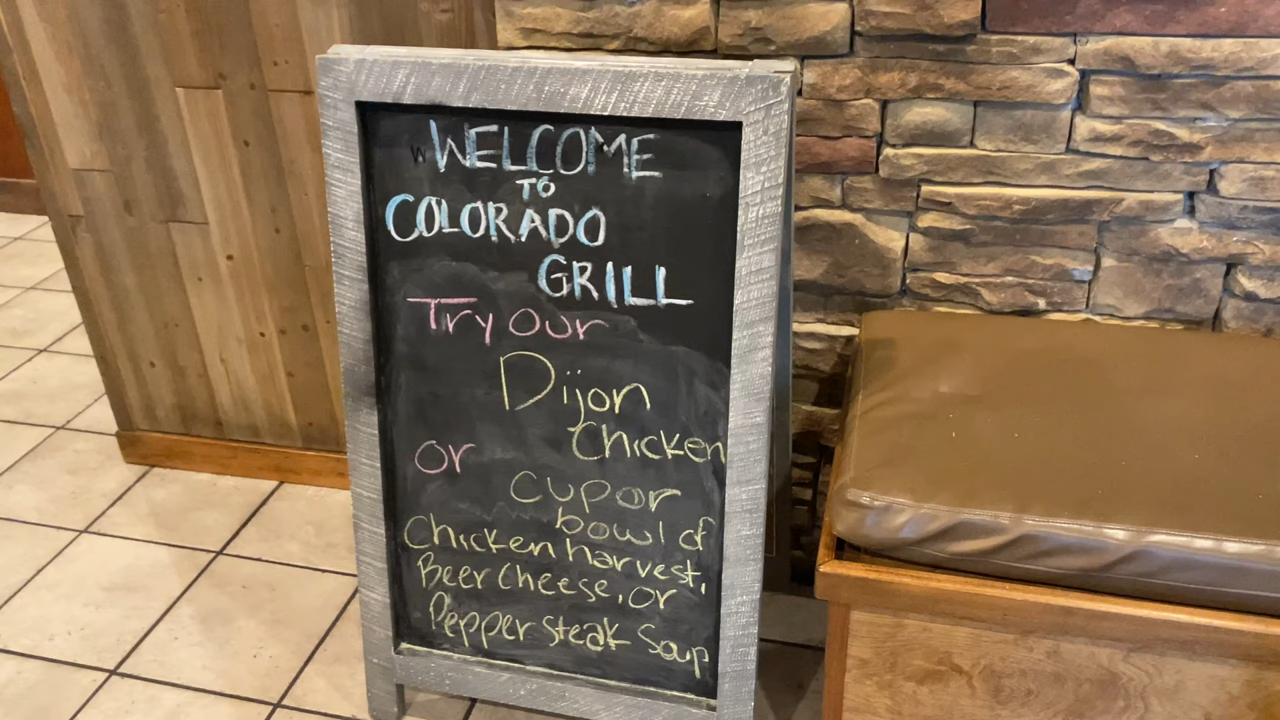 WELCOME
TO
COLORADO
GRILL
Try our
Dijon
Chicken
or
cup or
bowl of
Chicken harvest,
Beer Cheese, or
Pepper steak Soup